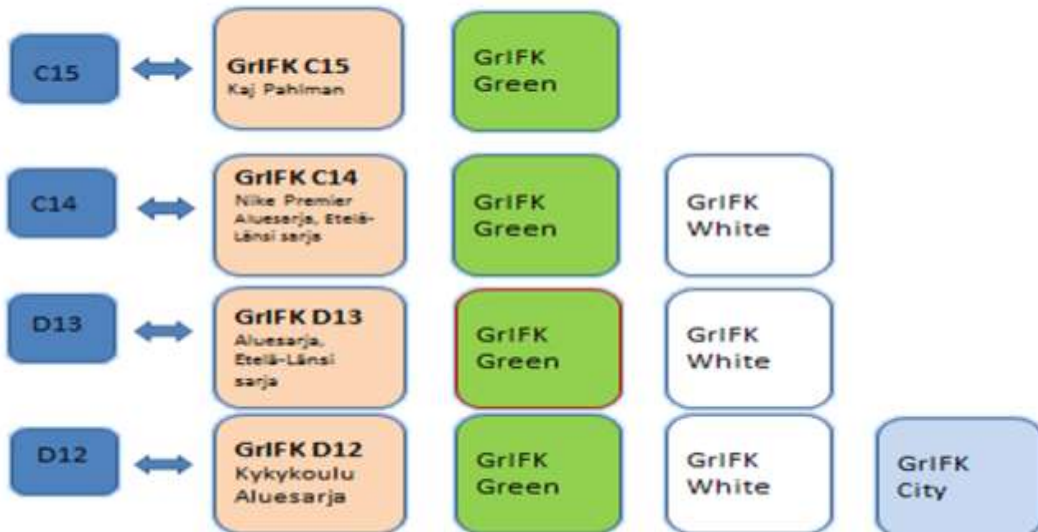 C15
GrIFK C15
Kaj Pahlman
GrIFK
Green
C14
GrIFK C14
Nike Premier
Aluesarja, Etelä-
Länsi sarja
GrIFK
Green
GrIFK
White
D13
GrIFK D13
Aluesarja,
Etelä-Länsi
sarja
GrIFK
Green
GrIFK
White
D12
GrIFK D12
Kykykoulu
Aluesarja
GrIFK
Green
GrIFK
White
GrIFK
City